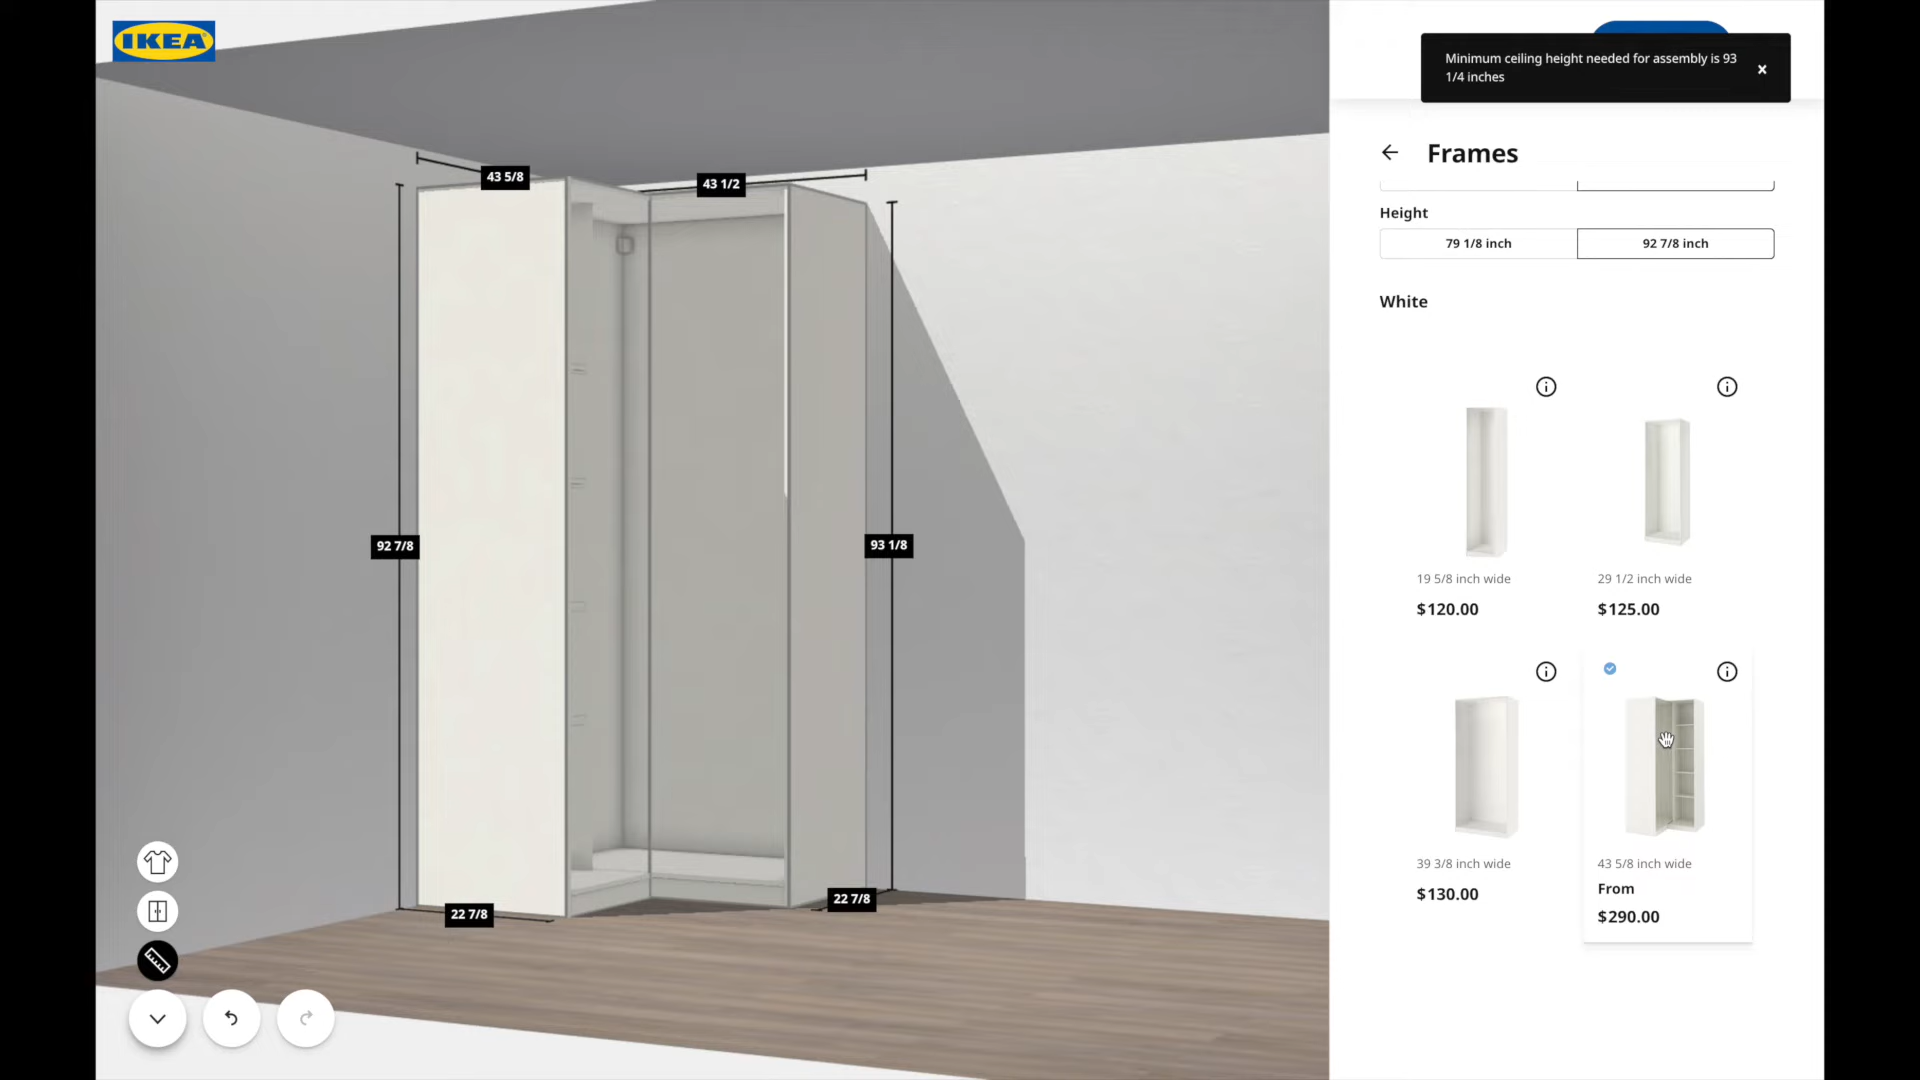 IKEA
Minimum ceiling height needed for assembly is 93
1/4 inches
Frames
Height
79 1/8 inch
92 7/8 inch
White
19 5/8 inch wide
$120.00
29 1/2 inch wide
$125.00
39 3/8 inch wide
$130.00
43 5/8 inch wide
From
$290.00
43 5/8
43 1/2
92 7/8
93 1/8
22 7/8
22 7/8